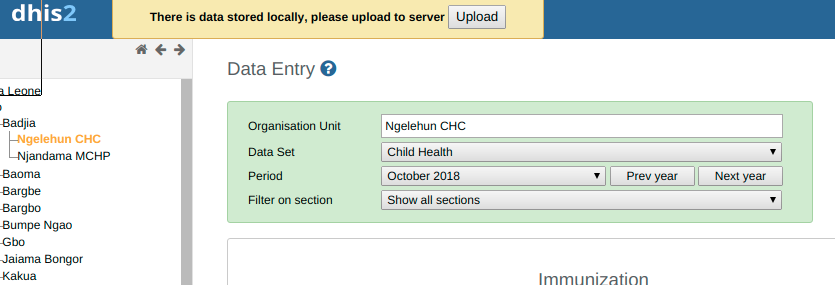 dhis2
There is data stored locally, please upload to server Upload
Data Entry ?
a Leone
Badjia
Ngelehun CHC
Njandama MCHP
Baoma
Bargbe
Bargbo
Bumpe Ngao
Gbo
Jaiama Bongor
Kakua
Organisation Unit Ngelehun CHC
Data Set Child Health
Period October 2018 Prev year Next year
Filter on section Show all sections
Immunization